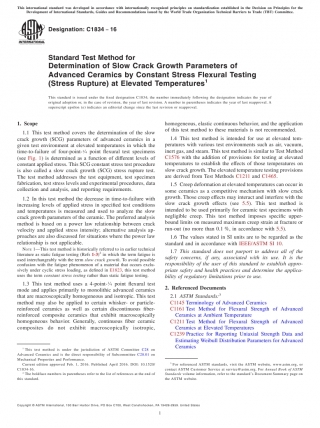 This international standard was developed in accordance with internationally recognized principles on standardization established in the Decision on Principles for the
Development of International Standards, Guides and Recommendations issued by the World Trade Organization Technical Barriers to Trade (TBT) Committee.
Designation: C1834 − 16
Standard Test Method for
Determination of Slow Crack Growth Parameters of
Advanced Ceramics by Constant Stress Flexural Testing
(Stress Rupture) at Elevated Temperatures1
This standard is issued under the fixed designation C1834; the number immediately following the designation indicates the year of
original adoption or, in the case of revision, the year of last revision. A number in parentheses indicates the year of last reapproval. A
superscript epsilon (ε) indicates an editorial change since the last revision or reapproval.
1. Scope
1.1 This test method covers the determination of the slow
crack growth (SCG) parameters of advanced ceramics in a
given test environment at elevated temperatures in which the
time-to-failure of four-point-1⁄4 point flexural test specimens
(see Fig. 1) is determined as a function of different levels of
constant applied stress. This SCG constant stress test procedure
is also called a slow crack growth (SCG) stress rupture test.
The test method addresses the test equipment, test specimen
fabrication, test stress levels and experimental procedures, data
collection and analysis, and reporting requirements.
1.2 In this test method the decrease in time-to-failure with
increasing levels of applied stress in specified test conditions
and temperatures is measured and used to analyze the slow
crack growth parameters of the ceramic. The preferred analysis
method is based on a power law relationship between crack
velocity and applied stress intensity; alternative analysis ap-
proaches are also discussed for situations where the power law
relationship is not applicable.
NOTE 1—This test method is historically referred to in earlier technical
literature as static fatigue testing (Refs 1-3)2 in which the term fatigue is
used interchangeably with the term slow crack growth. To avoid possible
confusion with the fatigue phenomenon of a material that occurs exclu-
sively under cyclic stress loading, as defined in E1823, this test method
uses the term constant stress testing rather than static fatigue testing.
1.3 This test method uses a 4-point-1⁄4 point flexural test
mode and applies primarily to monolithic advanced ceramics
that are macroscopically homogeneous and isotropic. This test
method may also be applied to certain whisker- or particle-
reinforced ceramics as well as certain discontinuous fiber-
reinforced composite ceramics that exhibit macroscopically
homogeneous behavior. Generally, continuous fiber ceramic
composites do not exhibit macroscopically isotropic,
1 This test method is under the jurisdiction of ASTM Committee C28 on
Advanced Ceramics and is the direct responsibility of Subcommittee C28.01 on
Mechanical Properties and Performance.
Current edition approved Feb. 1, 2016. Published April 2016. DOI: 10.1520/
C1834-16.
2 The boldface numbers in parentheses refer to the list of references at the end of
this standard.
homogeneous, elastic continuous behavior, and the application
of this test method to these materials is not recommended.
1.4 This test method is intended for use at elevated tem-
peratures with various test environments such as air, vacuum,
inert gas, and steam. This test method is similar to Test Method
C1576 with the addition of provisions for testing at elevated
temperatures to establish the effects of those temperatures on
slow crack growth. The elevated temperature testing provisions
are derived from Test Methods C1211 and C1465.
1.5 Creep deformation at elevated temperatures can occur in
some ceramics as a competitive mechanism with slow crack
growth. Those creep effects may interact and interfere with the
slow crack growth effects (see 5.5). This test method is
intended to be used primarily for ceramic test specimens with
negligible creep. This test method imposes specific upper-
bound limits on measured maximum creep strain at fracture or
run-out (no more than 0.1 %, in accordance with 5.5).
1.6 The values stated in SI units are to be regarded as the
standard and in accordance with IEEE/ASTM SI 10.
1.7 This standard does not purport to address all of the
safety concerns, if any, associated with its use. It is the
responsibility of the user of this standard to establish appro-
priate safety and health practices and determine the applica-
bility of regulatory limitations prior to use.
2. Referenced Documents
2.1 ASTM Standards:3
C1145 Terminology of Advanced Ceramics
C1161 Test Method for Flexural Strength of Advanced
Ceramics at Ambient Temperature
C1211 Test Method for Flexural Strength of Advanced
Ceramics at Elevated Temperatures
C1239 Practice for Reporting Uniaxial Strength Data and
Estimating Weibull Distribution Parameters for Advanced
Ceramics
3 For referenced ASTM standards, visit the ASTM website, www.astm.org, or
contact ASTM Customer Service at service@astm.org. For Annual Book of ASTM
Standards volume information, refer to the standard's Document Summary page on
the ASTM website.
Copyright © ASTM International, 100 Barr Harbor Drive, PO Box C700, West Conshohocken, PA 19428-2959. United States
1